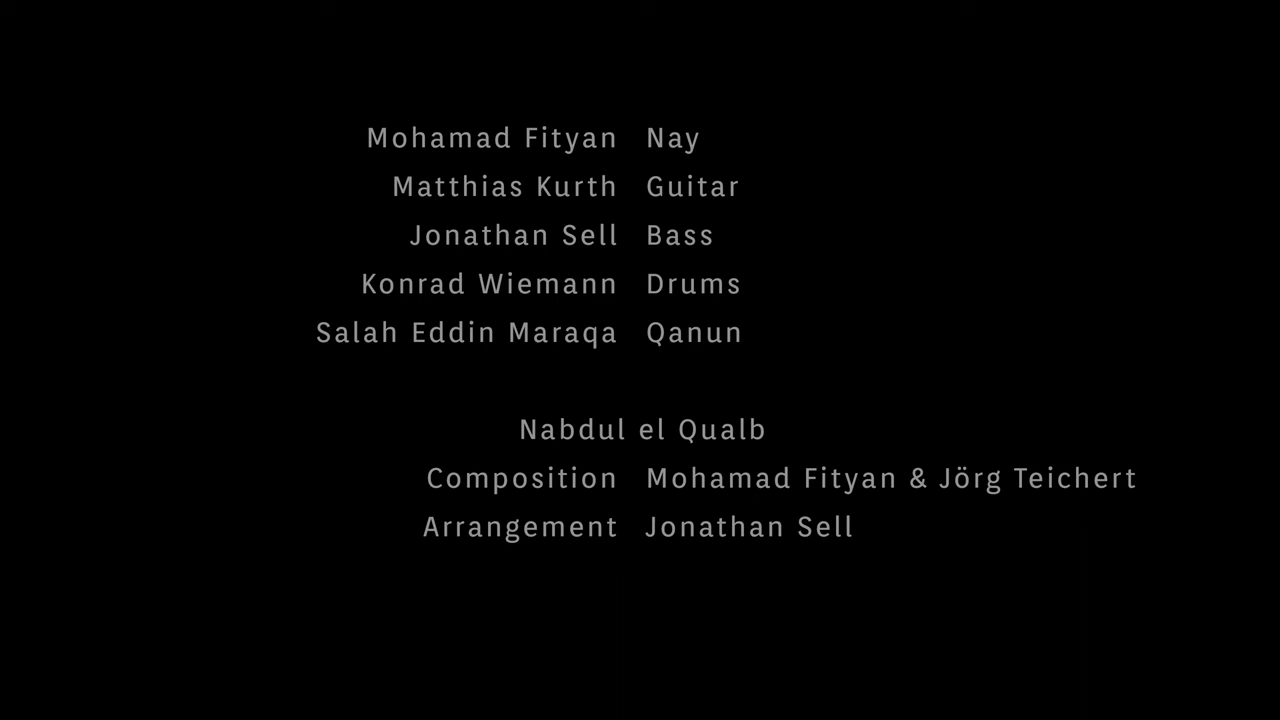 Mohamad Fityan Nay
Matthias Kurth Guitar
Jonathan Sell Bass
Konrad Wiemann Drums
Salah Eddin Maraqa Qanun
Nabdul el Qualb
Composition Mohamad Fityan & Jörg Teichert
Arrangement Jonathan Sell